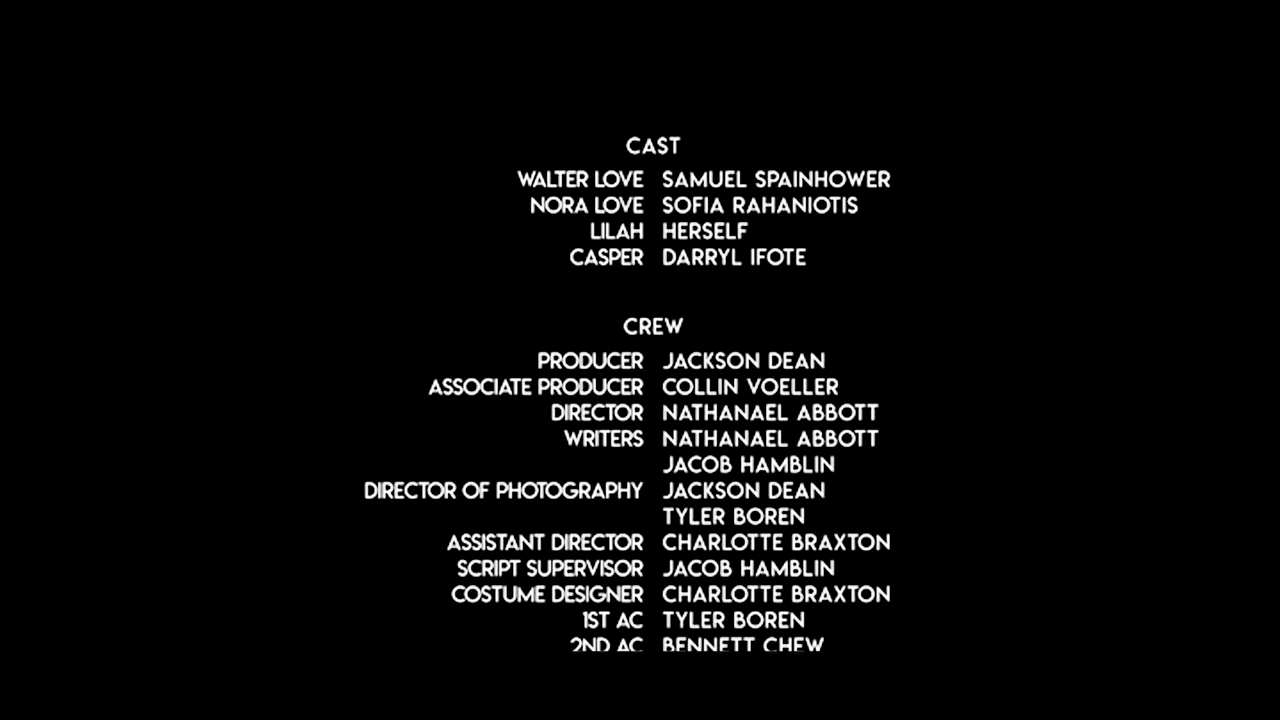 CAST
WALTER LOVE SAMUEL SPAINHOWER
NORA LOVE SOFIA RAHANIOTIS
LILAH HERSELF
CASPER DARRYL IFOTE
CREW
PRODUCER JACKSON DEAN
ASSOCIATE PRODUCER COLLIN VOELLER
DIRECTOR NATHANAEL ABBOTT
WRITERS NATHANAEL ABBOTT
JACOB HAMBLIN
DIRECTOR OF PHOTOGRAPHY JACKSON DEAN
TYLER BOREN
ASSISTANT DIRECTOR CHARLOTTE BRAXTON
SCRIPT SUPERVISOR JACOB HAMBLIN
COSTUME DESIGNER CHARLOTTE BRAXTON
1ST AC TYLER BOREN
2ND AC BENNETT CHEW